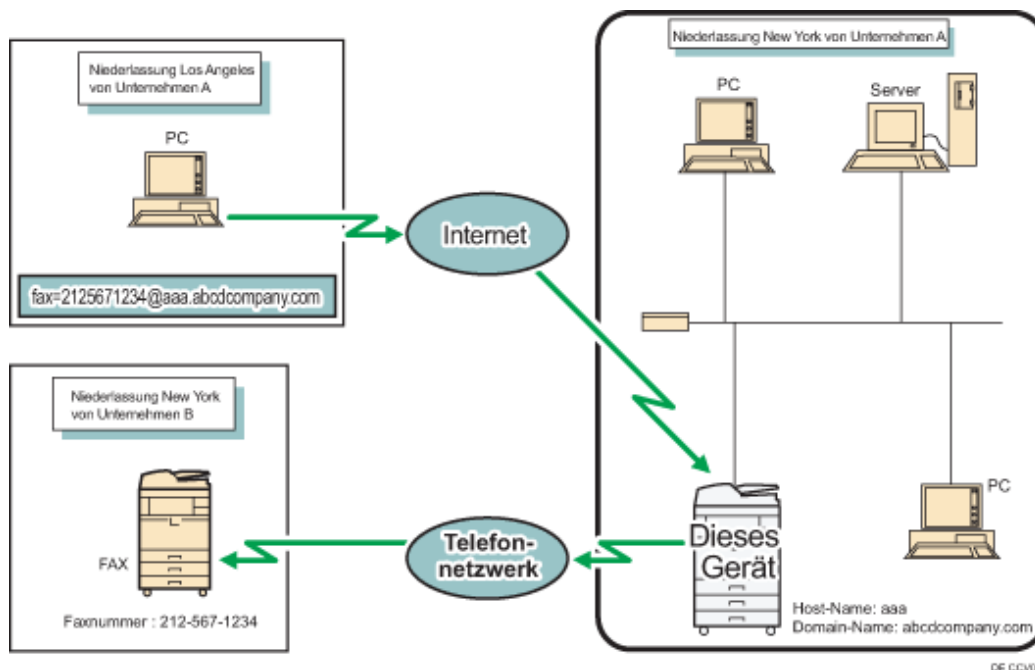 Niederlassung Los Angeles
von Unternehmen A
PC
fax=2125671234@aaa.abcdcompany.com
Internet
Niederlassung New York von Unternehmen A
PC
Server
PC
Dieses
Gerät
Host-Name: aaa
Domain-Name: abcdcompany.com
Niederlassung New York
von Unternehmen B
FAX
Faxnummer : 212-567-1234
Telefon-
netzwerk